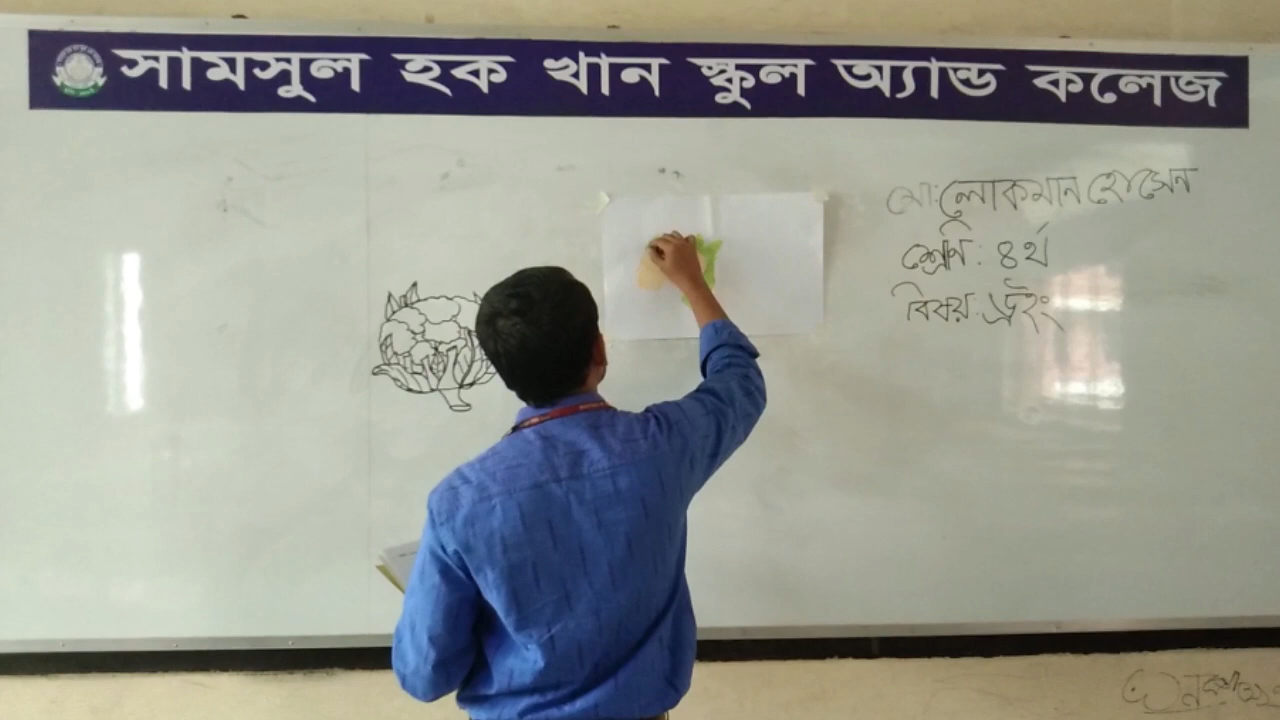 সামসুল হক খান স্কুল অ্যান্ড কলেজ
মো: লোকমান হোসেন
শ্রেণি: ৪র্থ
বিষয়: ড্রইং